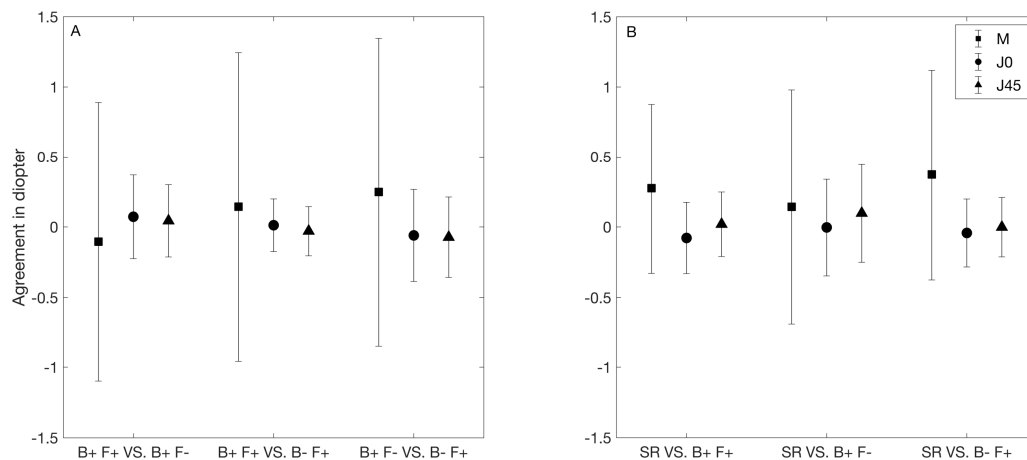 A
1.5
1
0.5
0
-0.5
-1
-1.5
Agreement in diopter
B+ F+ VS. B+ F-
B+ F+ VS. B- F+
B+ F- VS. B- F+
B
M
J0
J45
1.5
1
0.5
0
-0.5
-1
-1.5
SR VS. B+ F+
SR VS. B+ F-
SR VS. B- F+